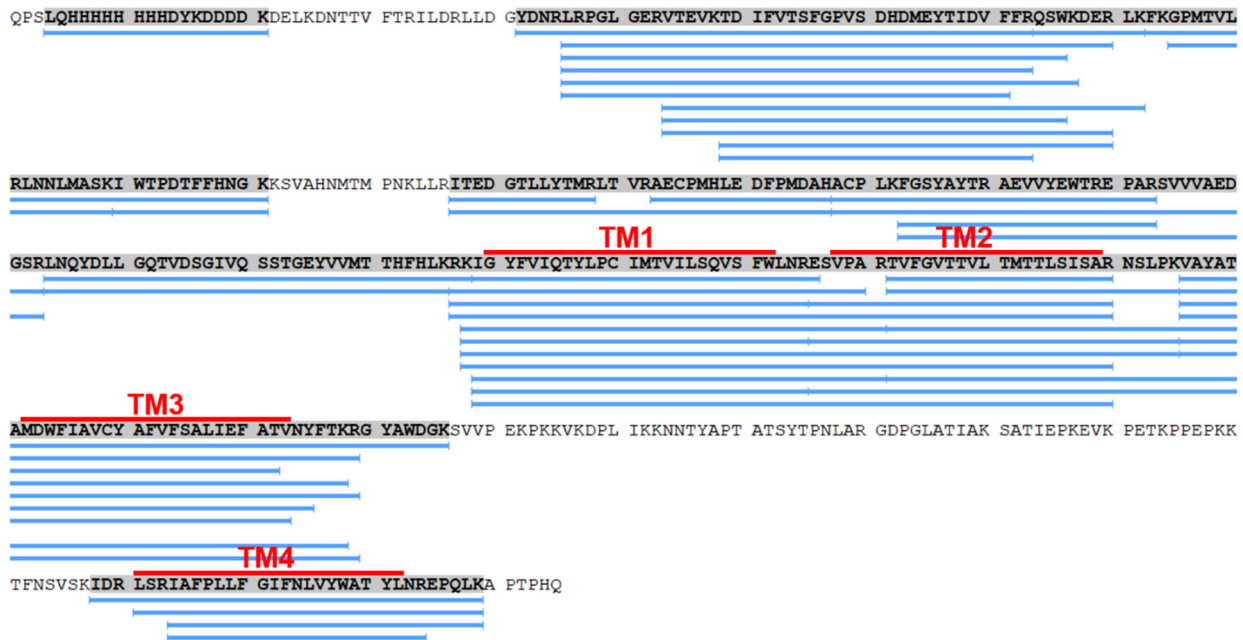 QPSLQHHHHH HHHDYKDDDD KDELKDNTTV FTRILDRLLD GYDNRLRPGL GERVTEVKTD IFVTSFGPVS DHDMEYTIDV FFRQSWKDER LKFKGPMTVL
RLNNLMASKI WTPDTFFHNG KKSVAHNMTM PNKLLRITED GTLLYTMRLT VRAECPMHLE DFPMDAHACP LKFGSYAYTR AEVVYEWTRE PARSVVVAED
TM1 TM2
GSRLNQYDLL GQTVDSGIVQ SSTGEYVVMT THFHLKRKIG YFVIQTYLPC IMTVILSQVS FWLNRESVPA RTVFGVTTVL TMTTLSISAR NSLPKVAYAT
TM3
AMDWFIAVCY AFVFSALIEF ATVNYFTKRG YAWDGKSVVP EKPKKVKDPL IKKNNTYAPT ATSYTPNLAR GDPGLATIAK SATIEPKEVK PETKPPEPKK
TM4
TFNSVSKIDR LSRIAFPLLF GIFNLVYWAT YLNREPQLKA PTPHQ